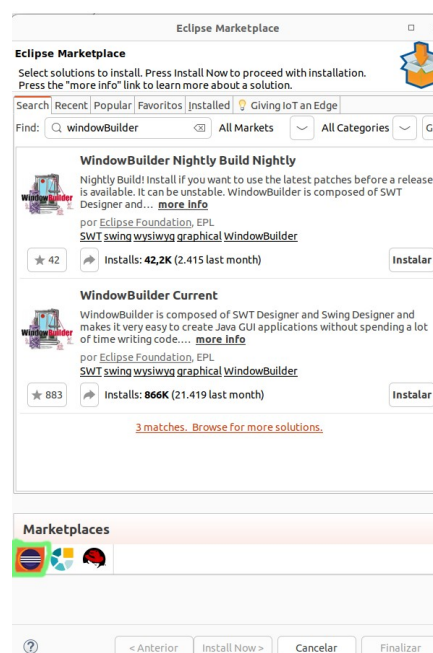 Eclipse Marketplace
Eclipse Marketplace
Select solutions to install. Press Install Now to proceed with installation.
Press the "more info" link to learn more about a solution.
Search Recent Popular Favoritos Installed Giving IoT an Edge
Find: windowBuilder All Markets All Categories G
WindowBuilder Nightly Build Nightly
Nightly Build! Install if you want to use the latest patches before a release
is available. It can be unstable. WindowBuilder is composed of SWT
Designer and... more info
WindowBuilder
por Eclipse Foundation, EPL
SWT swing wysiwyg graphical WindowBuilder
42 Installs: 42,2K (2.415 last month) Instalar
WindowBuilder Current
WindowBuilder is composed of SWT Designer and Swing Designer and
makes it very easy to create Java GUI applications without spending a lot
of time writing code.... more info
WindowBuilder
por Eclipse Foundation, EPL
SWT swing wysiwyg graphical WindowBuilder
883 Installs: 866K (21.419 last month) Instalar
3 matches. Browse for more solutions.
Marketplaces
? < Anterior Install Now > Cancelar Finalizar